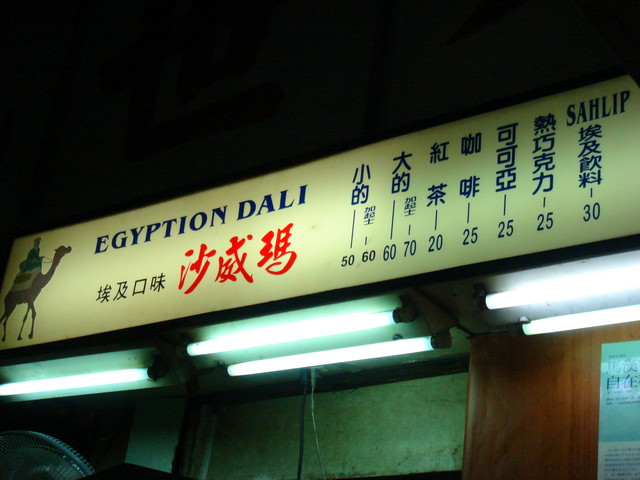 EGYPTION DALI
埃及口味 沙威瑪
小的 50
加起士 60
大的 60
加起士 70
紅茶 20
咖啡 25
可可亞 25
熱巧克力 25
SAHLIP
埃及飲料 30
自在